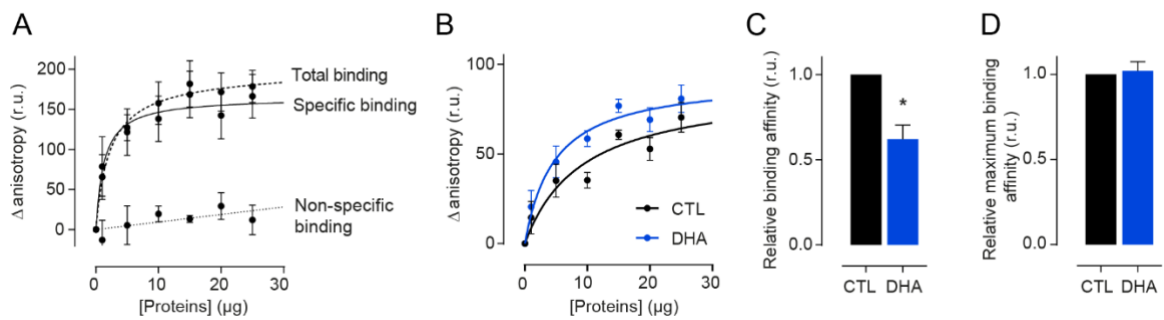 A
Δ anisotropy (r.u.)
200
150
100
50
0
0
10
20
30
[Proteins] (µg)
Total binding
Specific binding
Non-specific
binding
B
Δ anisotropy (r.u.)
100
50
0
0
10
20
30
[Proteins] (µg)
CTL
DHA
C
Relative binding affinity (r.u.)
1.0
0.5
0.0
*
CTL DHA
D
Relative maximum binding
affinity (r.u.)
1.0
0.5
0.0
CTL DHA